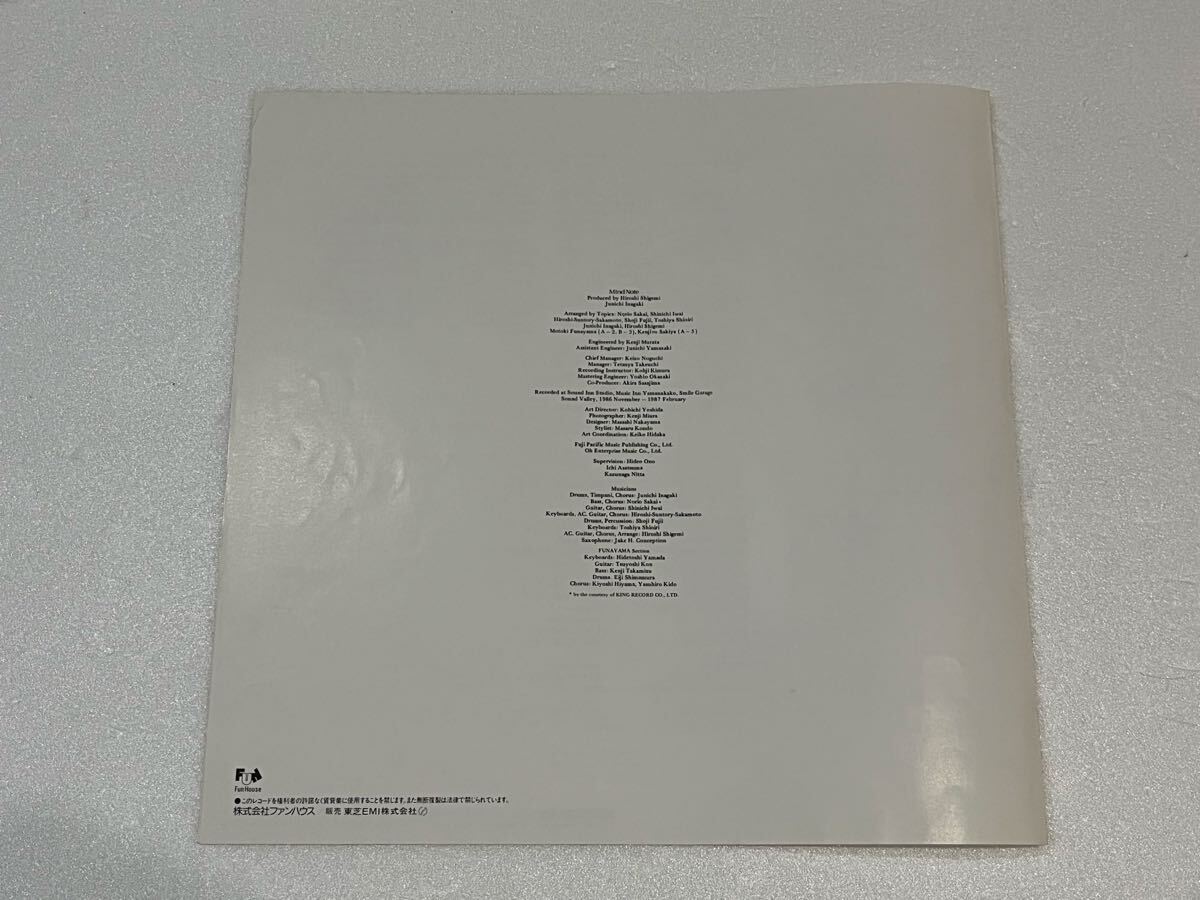 Mind Note
Produced by Hiroshi Shigemi
Junichi Inagaki
Arranged by Topics: Norio Sakai, Shinichi Iwai
Hiroshi-Suntory-Sakamoto, Shoji Fujii, Toshiya Shiniri
Junichi Inagaki, Hiroshi Shigemi
Motoki Funayama (A-2, B-2), Kenjiro Sakiya (A-5)
Engineered by Kenji Murata
Assistant Engineer: Junichi Yamasaki
Chief Manager: Keizo Noguchi
Manager: Tetsuya Takeuchi
Recording Instructor: Kohji Kimura
Mastering Engineer: Yoshio Okazaki
Co-Producer: Akira Sasajima
Recorded at Sound Inn Studio, Music Inn Yamanakako, Smile Garage
Sound Valley, 1986 November – 1987 February
Art Director: Kohichi Yoshida
Photographer: Kenji Miura
Designer: Masashi Nakayama
Stylist: Masaru Kondo
Art Coordination: Keiko Hidaka
Fuji Pacific Music Publishing Co., Ltd.
Oh Enterprise Music Co., Ltd.
Supervision: Hideo Ono
Ichi Asatsuma
Kazunaga Nitta
Musicians
Drums, Timpani, Chorus: Junichi Inagaki
Bass, Chorus: Norio Sakai *
Guitar, Chorus: Shinichi Iwai
Keyboards, AC. Guitar, Chorus: Hiroshi-Suntory-Sakamoto
Drums, Percussion: Shoji Fujii
Keyboards: Toshiya Shiniri
AC. Guitar, Chorus, Arrange: Hiroshi Shigemi
Saxophone: Jake H. Conception
FUNAYAMA Section
Keyboards: Hidetoshi Yamada
Guitar: Tsuyoshi Kon
Bass: Kenji Takamizu
Drums: Eiji Shimamura
Chorus: Kiyoshi Hiyama, Yasuhiro Kido
* by the courtesy of KING RECORD CO., LTD.
FUN
Fun House
●このレコードを権利者の許諾なく賃貸業に使用することを禁じます。また無断複製は法律で禁じられています。
株式会社ファンハウス 販売 東芝EMI株式会社 Ⓨ